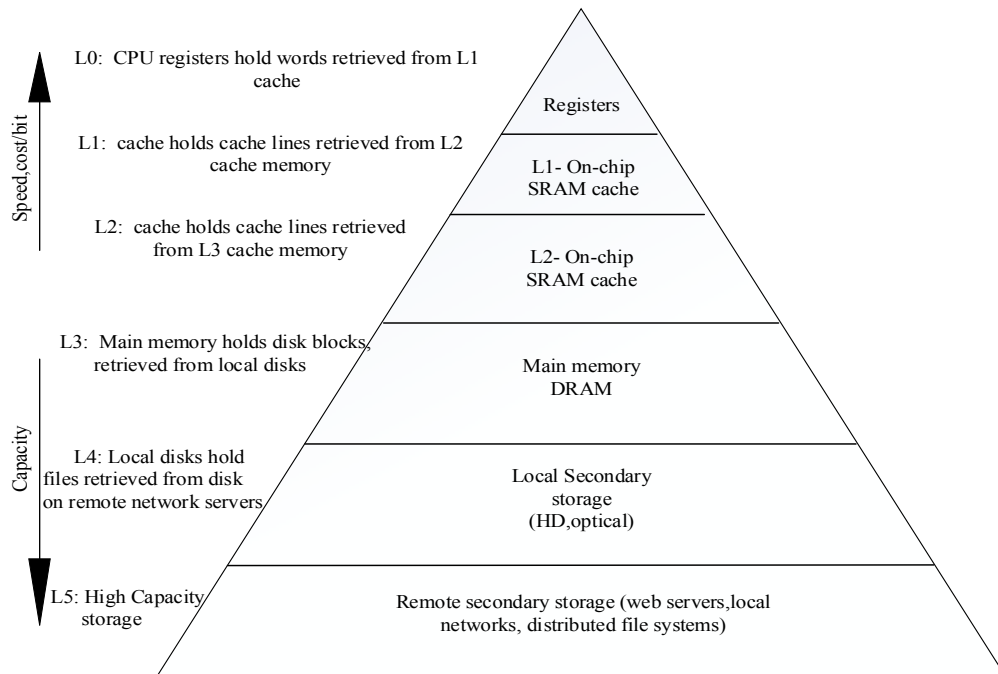 L0:  CPU registers hold words retrieved from L1
cache
Registers
Speed,cost/bit
L1:  cache holds cache lines retrieved from L2
cache memory
L1- On-chip
SRAM cache
L2:  cache holds cache lines retrieved
from L3 cache memory
L2- On-chip
SRAM cache
L3:  Main memory holds disk blocks,
retrieved from local disks
Main memory
DRAM
Capacity
L4: Local disks hold
files retrieved from disk
on remote network servers
Local Secondary
storage
(HD,optical)
L5: High Capacity
storage
Remote secondary storage (web servers,local
networks, distributed file systems)